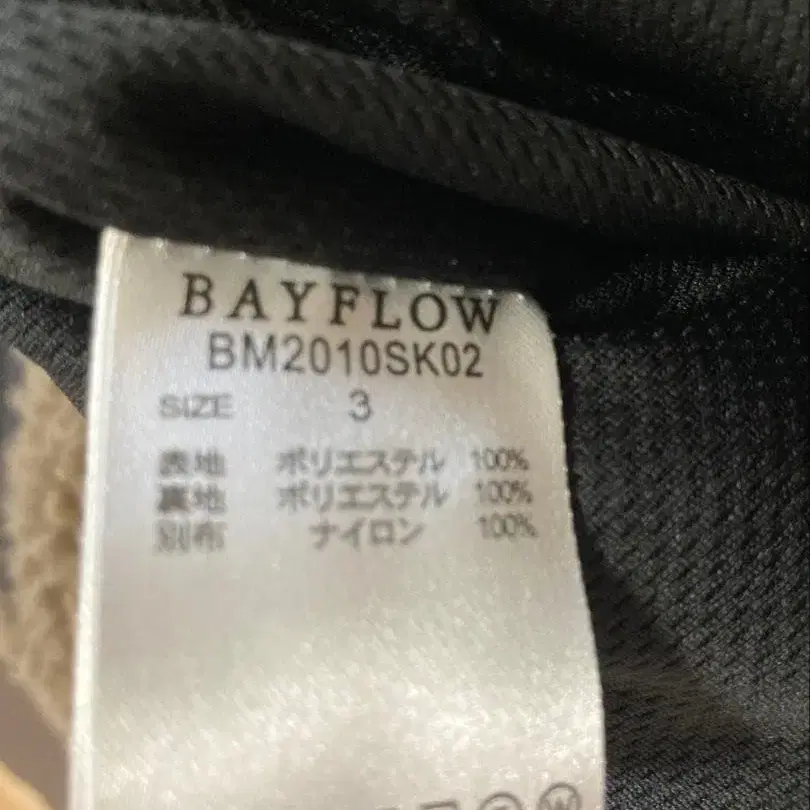 BAYFLOW
BM2010SK02
SIZE 3
表地 ポリエステル 100%
裏地 ポリエステル 100%
別布 ナイロン 100%